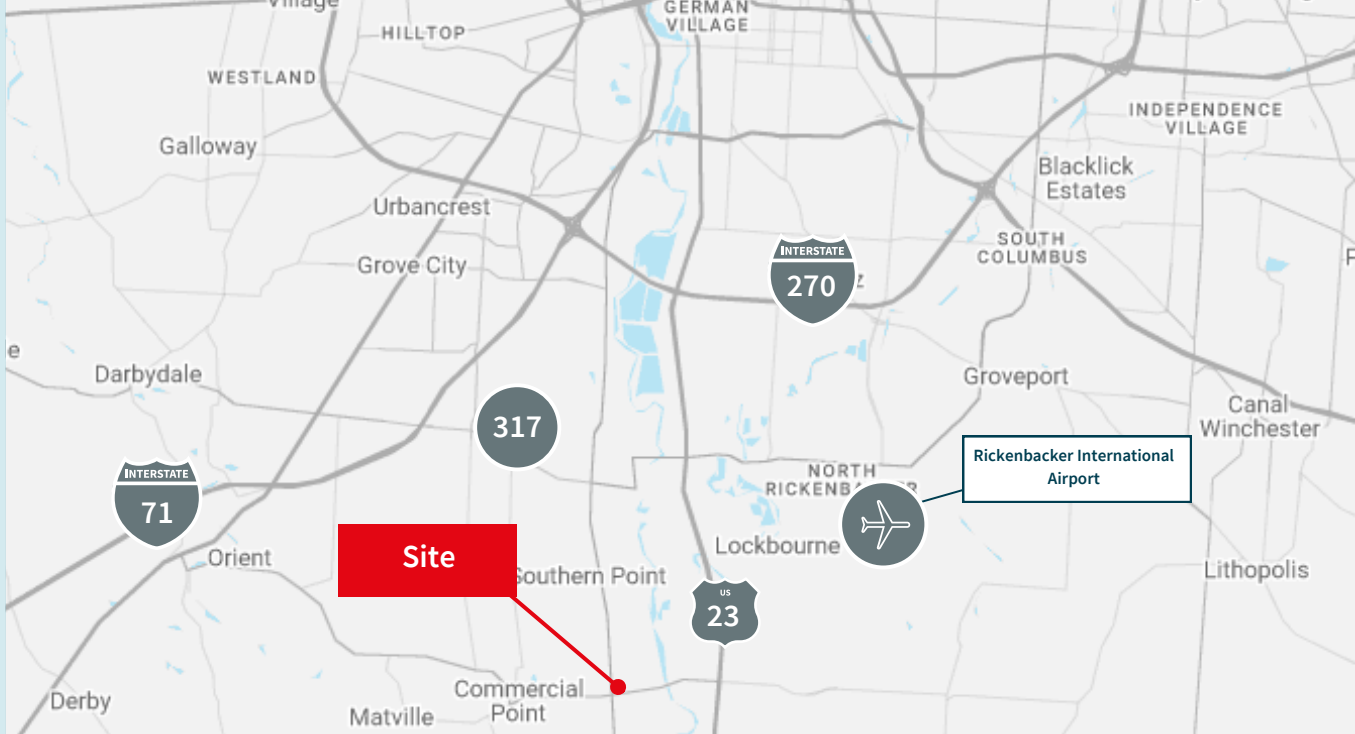 Village
GERMAN
VILLAGE
HILLTOP
WESTLAND
INDEPENDENCE
VILLAGE
Galloway
Blacklick
Estates
Urbancrest
SOUTH
COLUMBUS
INTERSTATE
270
z
Grove City
e
Darbydale
Groveport
Canal
Winchester
317
Rickenbacker International
Airport
NORTH
INTERSTATE
71
Site
Orient
Lockbourne
Southern Point
Lithopolis
US
23
Commercial
Point
Derby
Matville